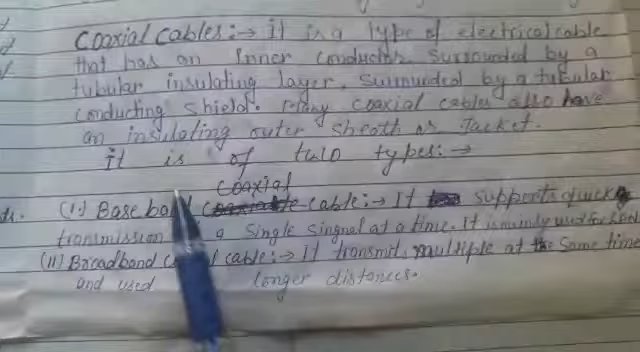 Coaxial Cables:→ it is a type of electrical cable
that has an inner conductor surrounded by a
tubular insulating layer, surrounded by a tubular
conducting shield. Many coaxial cables also have
an insulating outer sheath or Jacket.
it is of two types:→
coaxial
(I) Base band cable:→ It supports
transmission a single singnal at a time. It is mainly used for
(II) Broadband cable:→ It transmit multiple at the same time
and used longer distances.